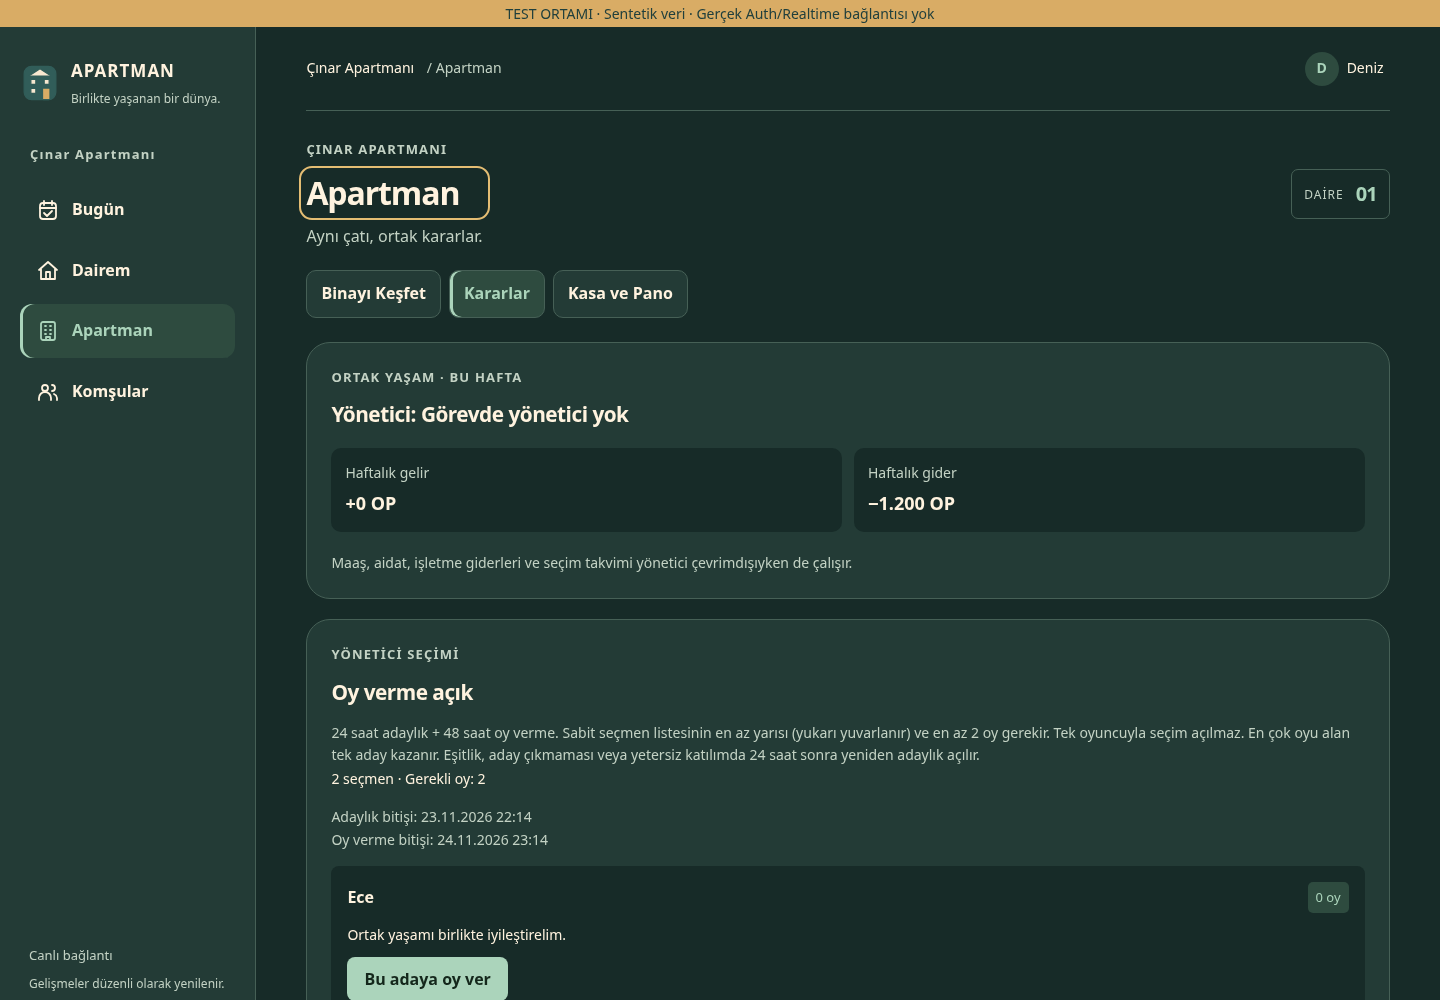 TEST ORTAMI · Sentetik veri · Gerçek Auth/Realtime bağlantısı yok
APARTMAN
Birlikte yaşanan bir dünya.
Çınar Apartmanı
Bugün
Dairem
Apartman
Komşular
Canlı bağlantı
Gelişmeler düzenli olarak yenilenir.
Çınar Apartmanı / Apartman
D Deniz
ÇINAR APARTMANI
Apartman
Aynı çatı, ortak kararlar.
DAİRE 01
Binayı Keşfet
Kararlar
Kasa ve Pano
ORTAK YAŞAM · BU HAFTA
Yönetici: Görevde yönetici yok
Haftalık gelir
+0 OP
Haftalık gider
−1.200 OP
Maaş, aidat, işletme giderleri ve seçim takvimi yönetici çevrimdışıyken de çalışır.
YÖNETİCİ SEÇİMİ
Oy verme açık
24 saat adaylık + 48 saat oy verme. Sabit seçmen listesinin en az yarısı (yukarı yuvarlanır) ve en az 2 oy gerekir. Tek oyuncuyla seçim açılmaz. En çok oyu alan
tek aday kazanır. Eşitlik, aday çıkmaması veya yetersiz katılımda 24 saat sonra yeniden adaylık açılır.
2 seçmen · Gerekli oy: 2
Adaylık bitişi: 23.11.2026 22:14
Oy verme bitişi: 24.11.2026 23:14
Ece
0 oy
Ortak yaşamı birlikte iyileştirelim.
Bu adaya oy ver